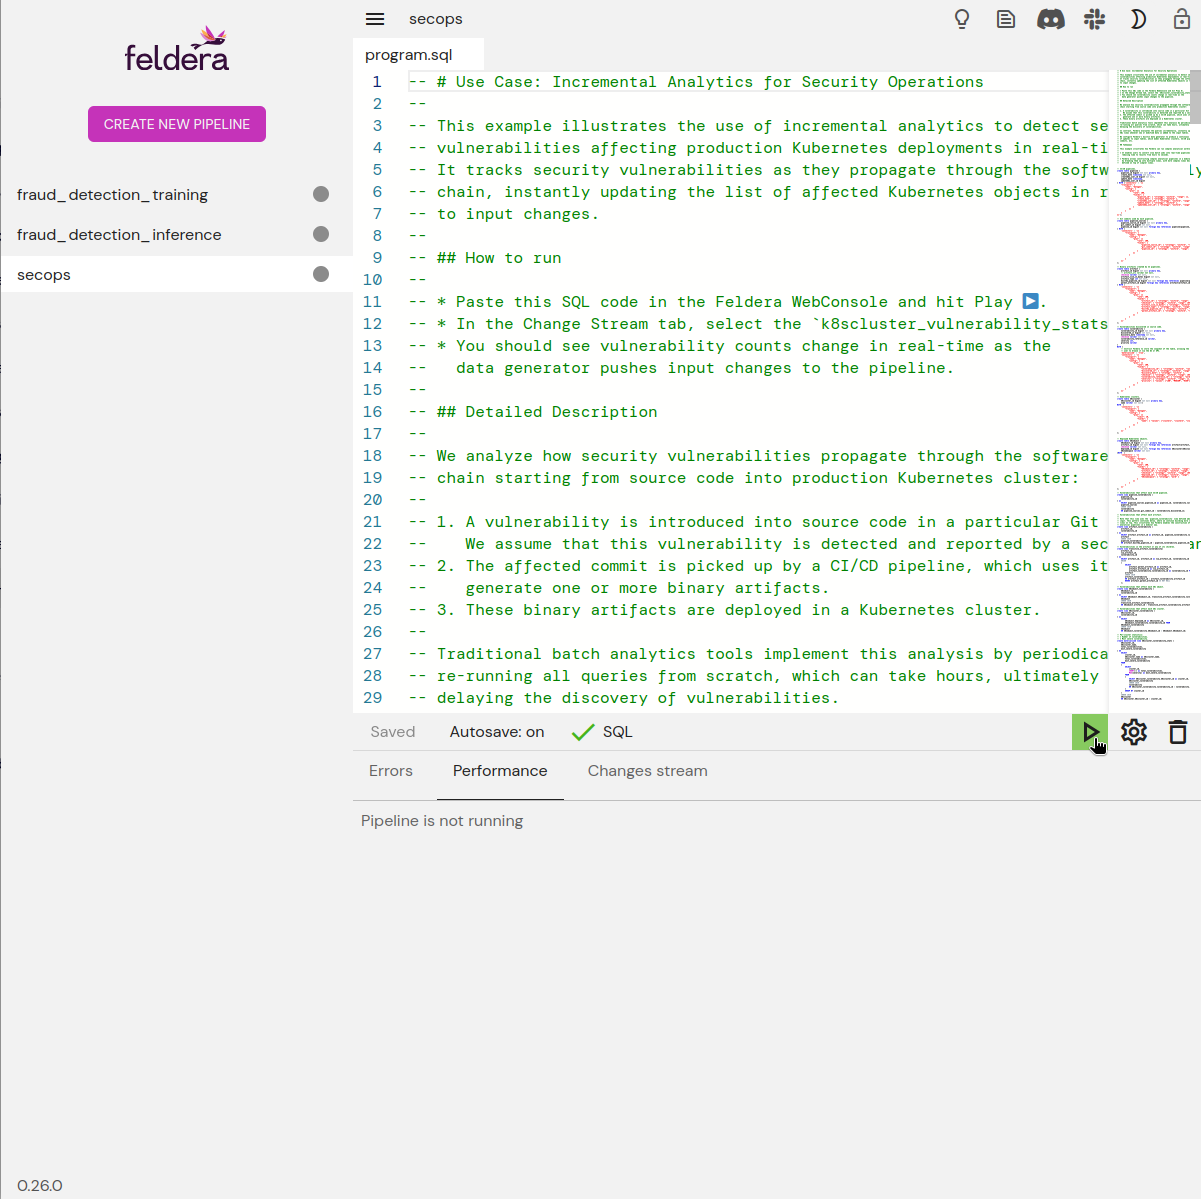 feldera
CREATE NEW PIPELINE
fraud_detection_training
fraud_detection_inference
secops
0.26.0
secops
program.sql
1 -- # Use Case: Incremental Analytics for Security Operations
2 --
3 -- This example illustrates the use of incremental analytics to detect se
4 -- vulnerabilities affecting production Kubernetes deployments in real-ti
5 -- It tracks security vulnerabilities as they propagate through the softw
6 -- chain, instantly updating the list of affected Kubernetes objects in r
7 -- to input changes.
8 --
9 -- ## How to run
10 --
11 -- * Paste this SQL code in the Feldera WebConsole and hit Play ▶️.
12 -- * In the Change Stream tab, select the `k8scluster_vulnerability_stats
13 -- * You should see vulnerability counts change in real-time as the
14 --   data generator pushes input changes to the pipeline.
15 --
16 -- ## Detailed Description
17 --
18 -- We analyze how security vulnerabilities propagate through the software
19 -- chain starting from source code into production Kubernetes cluster:
20 --
21 -- 1. A vulnerability is introduced into source code in a particular Git
22 --    We assume that this vulnerability is detected and reported by a sec
23 -- 2. The affected commit is picked up by a CI/CD pipeline, which uses it
24 --    generate one or more binary artifacts.
25 -- 3. These binary artifacts are deployed in a Kubernetes cluster.
26 --
27 -- Traditional batch analytics tools implement this analysis by periodica
28 -- re-running all queries from scratch, which can take hours, ultimately
29 -- delaying the discovery of vulnerabilities.
Saved Autosave: on SQL
Errors Performance Changes stream
Pipeline is not running